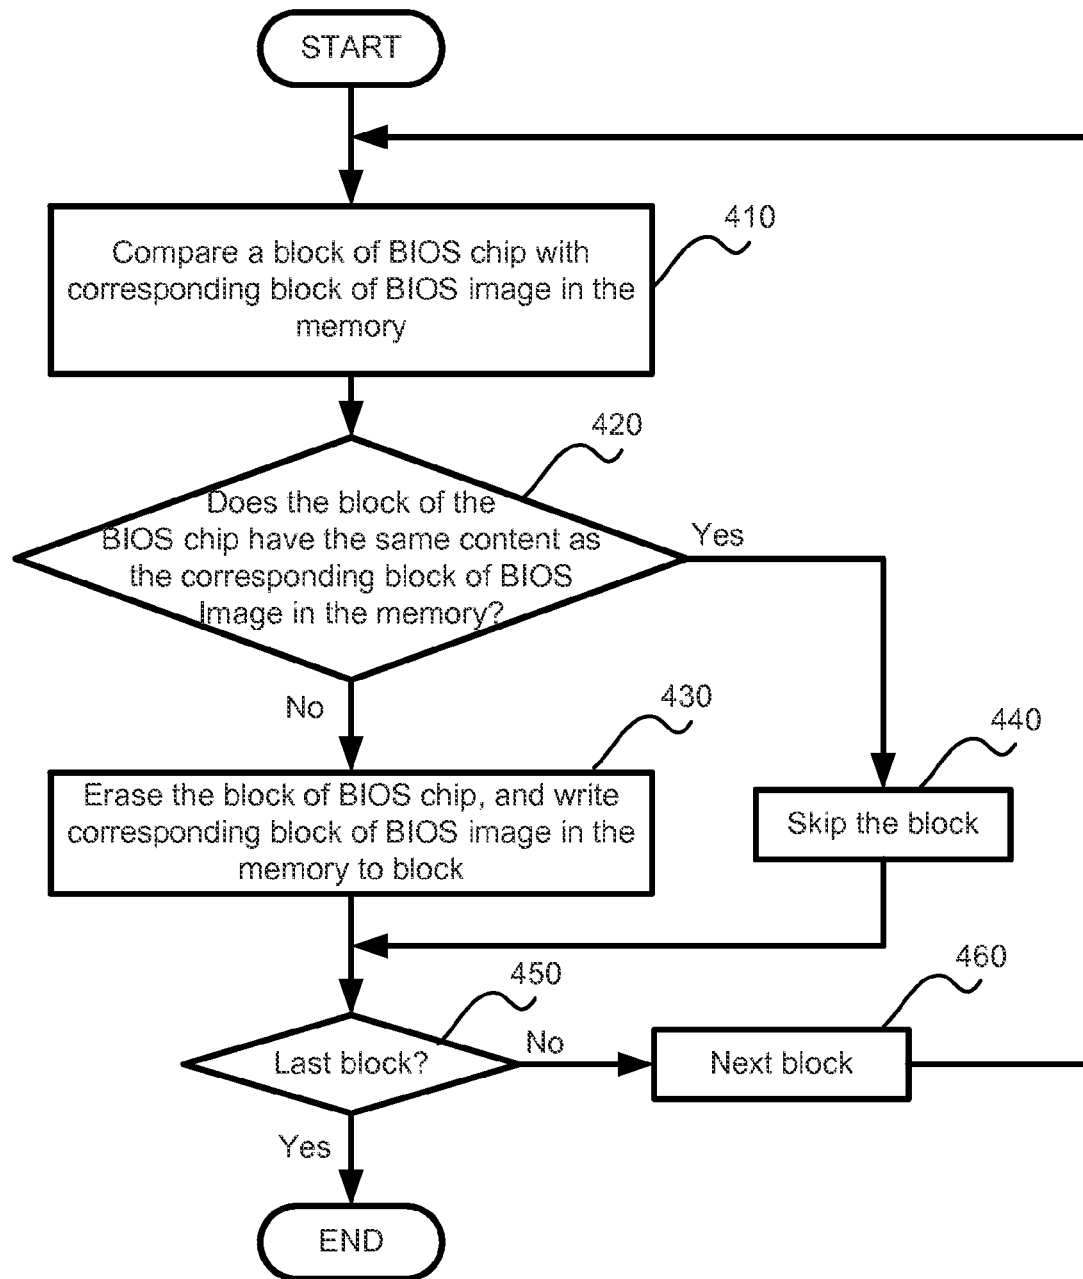 START
410
Compare a block of BIOS chip with
corresponding block of BIOS image in the
memory
420
Does the block of the
BIOS chip have the same content as
the corresponding block of BIOS
Image in the memory?
Yes
No
430
440
Erase the block of BIOS chip, and write
corresponding block of BIOS image in the
memory to block
Skip the block
450
460
Last block?
No
Next block
Yes
END